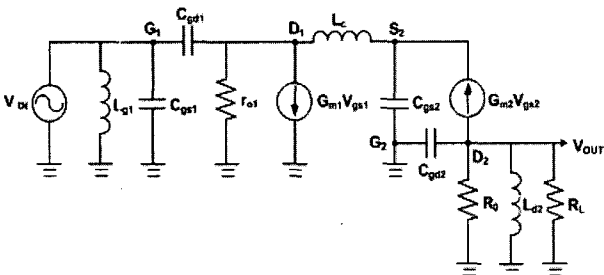 G1
Cgd1
D1
Lc
S2
VIN
Lg1
Cgs1
ro1
Gm1Vgs1
Cgs2
Gm2Vgs2
G2
Cgd2
D2
VOUT
R0
Ld2
RL